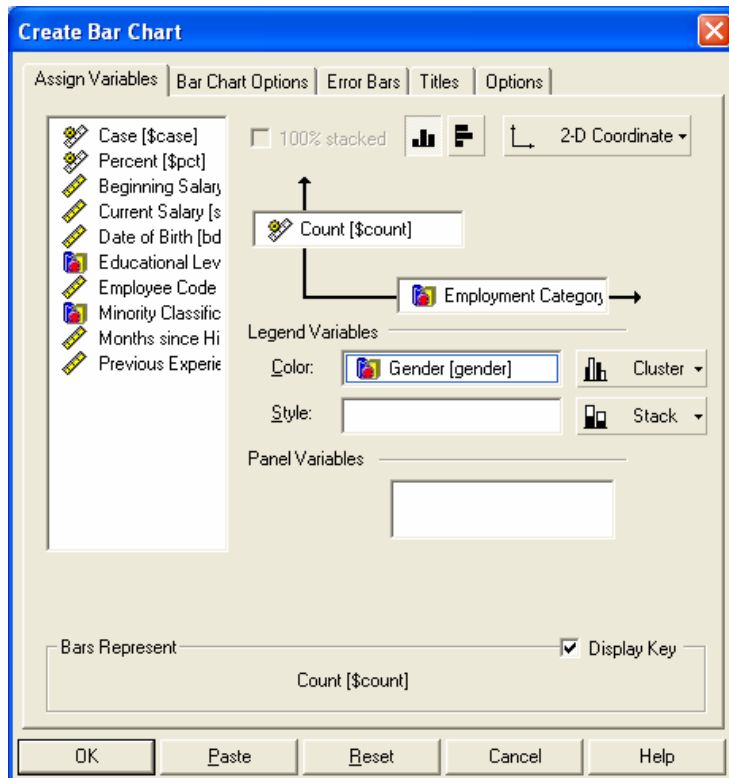 Create Bar Chart
Assign Variables Bar Chart Options Error Bars Titles Options
Case [$case]
Percent [$pct]
Beginning Salary
Current Salary [s
Date of Birth [bd
Educational Lev
Employee Code
Minority Classific
Months since Hi
Previous Experie
100% stacked
2-D Coordinate
Count [$count]
Employment Category
Legend Variables
Color: Gender [gender] Cluster
Style: Stack
Panel Variables
Bars Represent Display Key
Count [$count]
OK Paste Reset Cancel Help